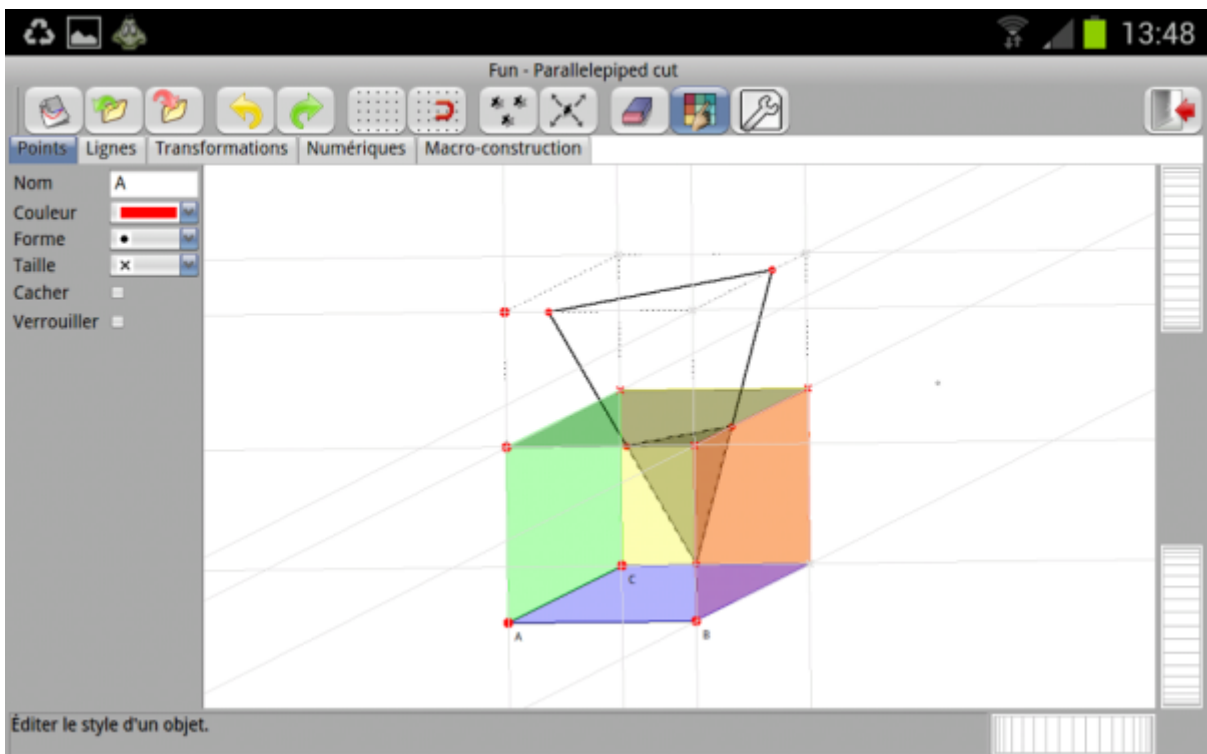 13:48
Fun - Parallelepiped cut
Points Lignes Transformations Numériques Macro-construction
Nom A
Couleur
Forme
Taille
Cacher
Verrouiller
C
A B
Éditer le style d'un objet.